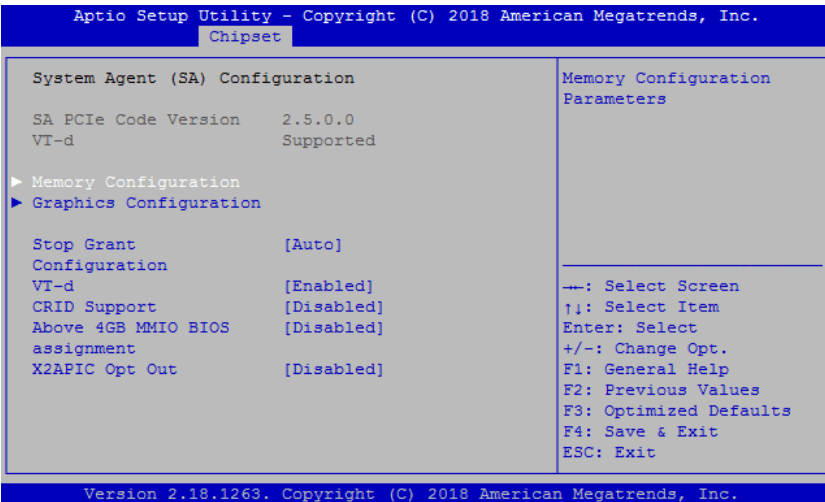 Aptio Setup Utility – Copyright (C) 2018 American Megatrends, Inc.
Chipset
System Agent (SA) Configuration
SA PCIe Code Version 2.5.0.0
VT-d Supported
► Memory Configuration
► Graphics Configuration
Stop Grant [Auto]
Configuration
VT-d [Enabled]
CRID Support [Disabled]
Above 4GB MMIO BIOS [Disabled]
assignment
X2APIC Opt Out [Disabled]
Memory Configuration
Parameters
→←: Select Screen
↑↓: Select Item
Enter: Select
+/-: Change Opt.
F1: General Help
F2: Previous Values
F3: Optimized Defaults
F4: Save & Exit
ESC: Exit
Version 2.18.1263. Copyright (C) 2018 American Megatrends, Inc.